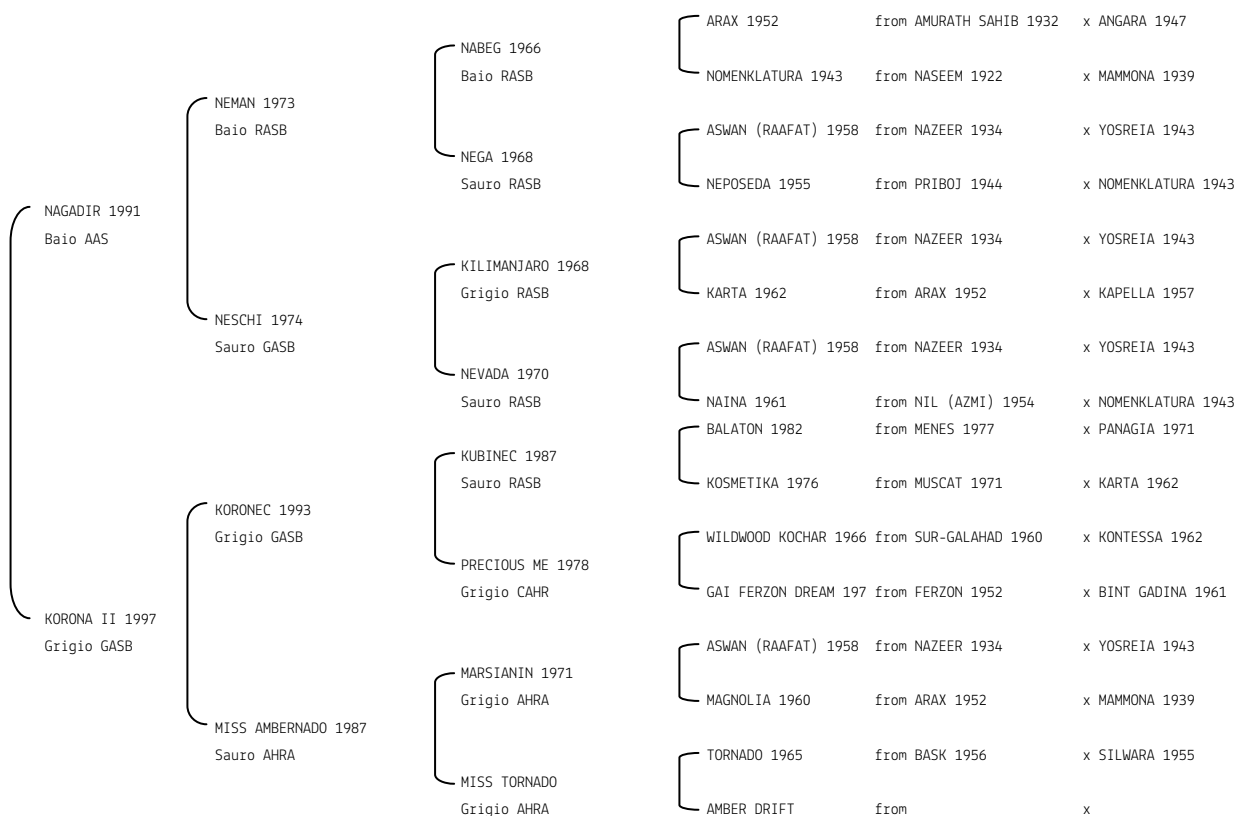 ARAX 1952 from AMURATH SAHIB 1932 x ANGARA 1947
NABEG 1966
Baio RASB
NOMENKLATURA 1943 from NASEEM 1922 x MAMMONA 1939
NEMAN 1973
Baio RASB
ASWAN (RAAFAT) 1958 from NAZEER 1934 x YOSREIA 1943
NEGA 1968
Sauro RASB
NEPOSEDA 1955 from PRIBOJ 1944 x NOMENKLATURA 1943
NAGADIR 1991
Baio AAS
ASWAN (RAAFAT) 1958 from NAZEER 1934 x YOSREIA 1943
KILIMANJARO 1968
Grigio RASB
KARTA 1962 from ARAX 1952 x KAPELLA 1957
NESCHI 1974
Sauro GASB
ASWAN (RAAFAT) 1958 from NAZEER 1934 x YOSREIA 1943
NEVADA 1970
Sauro RASB
NAINA 1961 from NIL (AZMI) 1954 x NOMENKLATURA 1943
BALATON 1982 from MENES 1977 x PANAGIA 1971
KUBINEC 1987
Sauro RASB
KOSMETIKA 1976 from MUSCAT 1971 x KARTA 1962
KORONEC 1993
Grigio GASB
WILDWOOD KOCHAR 1966 from SUR-GALAHAD 1960 x KONTESSA 1962
PRECIOUS ME 1978
Grigio CAHR
GAI FERZON DREAM 197 from FERZON 1952 x BINT GADINA 1961
KORONA II 1997
Grigio GASB
ASWAN (RAAFAT) 1958 from NAZEER 1934 x YOSREIA 1943
MARSIANIN 1971
Grigio AHRA
MAGNOLIA 1960 from ARAX 1952 x MAMMONA 1939
MISS AMBERNADO 1987
Sauro AHRA
TORNADO 1965 from BASK 1956 x SILWARA 1955
MISS TORNADO
Grigio AHRA
AMBER DRIFT from x